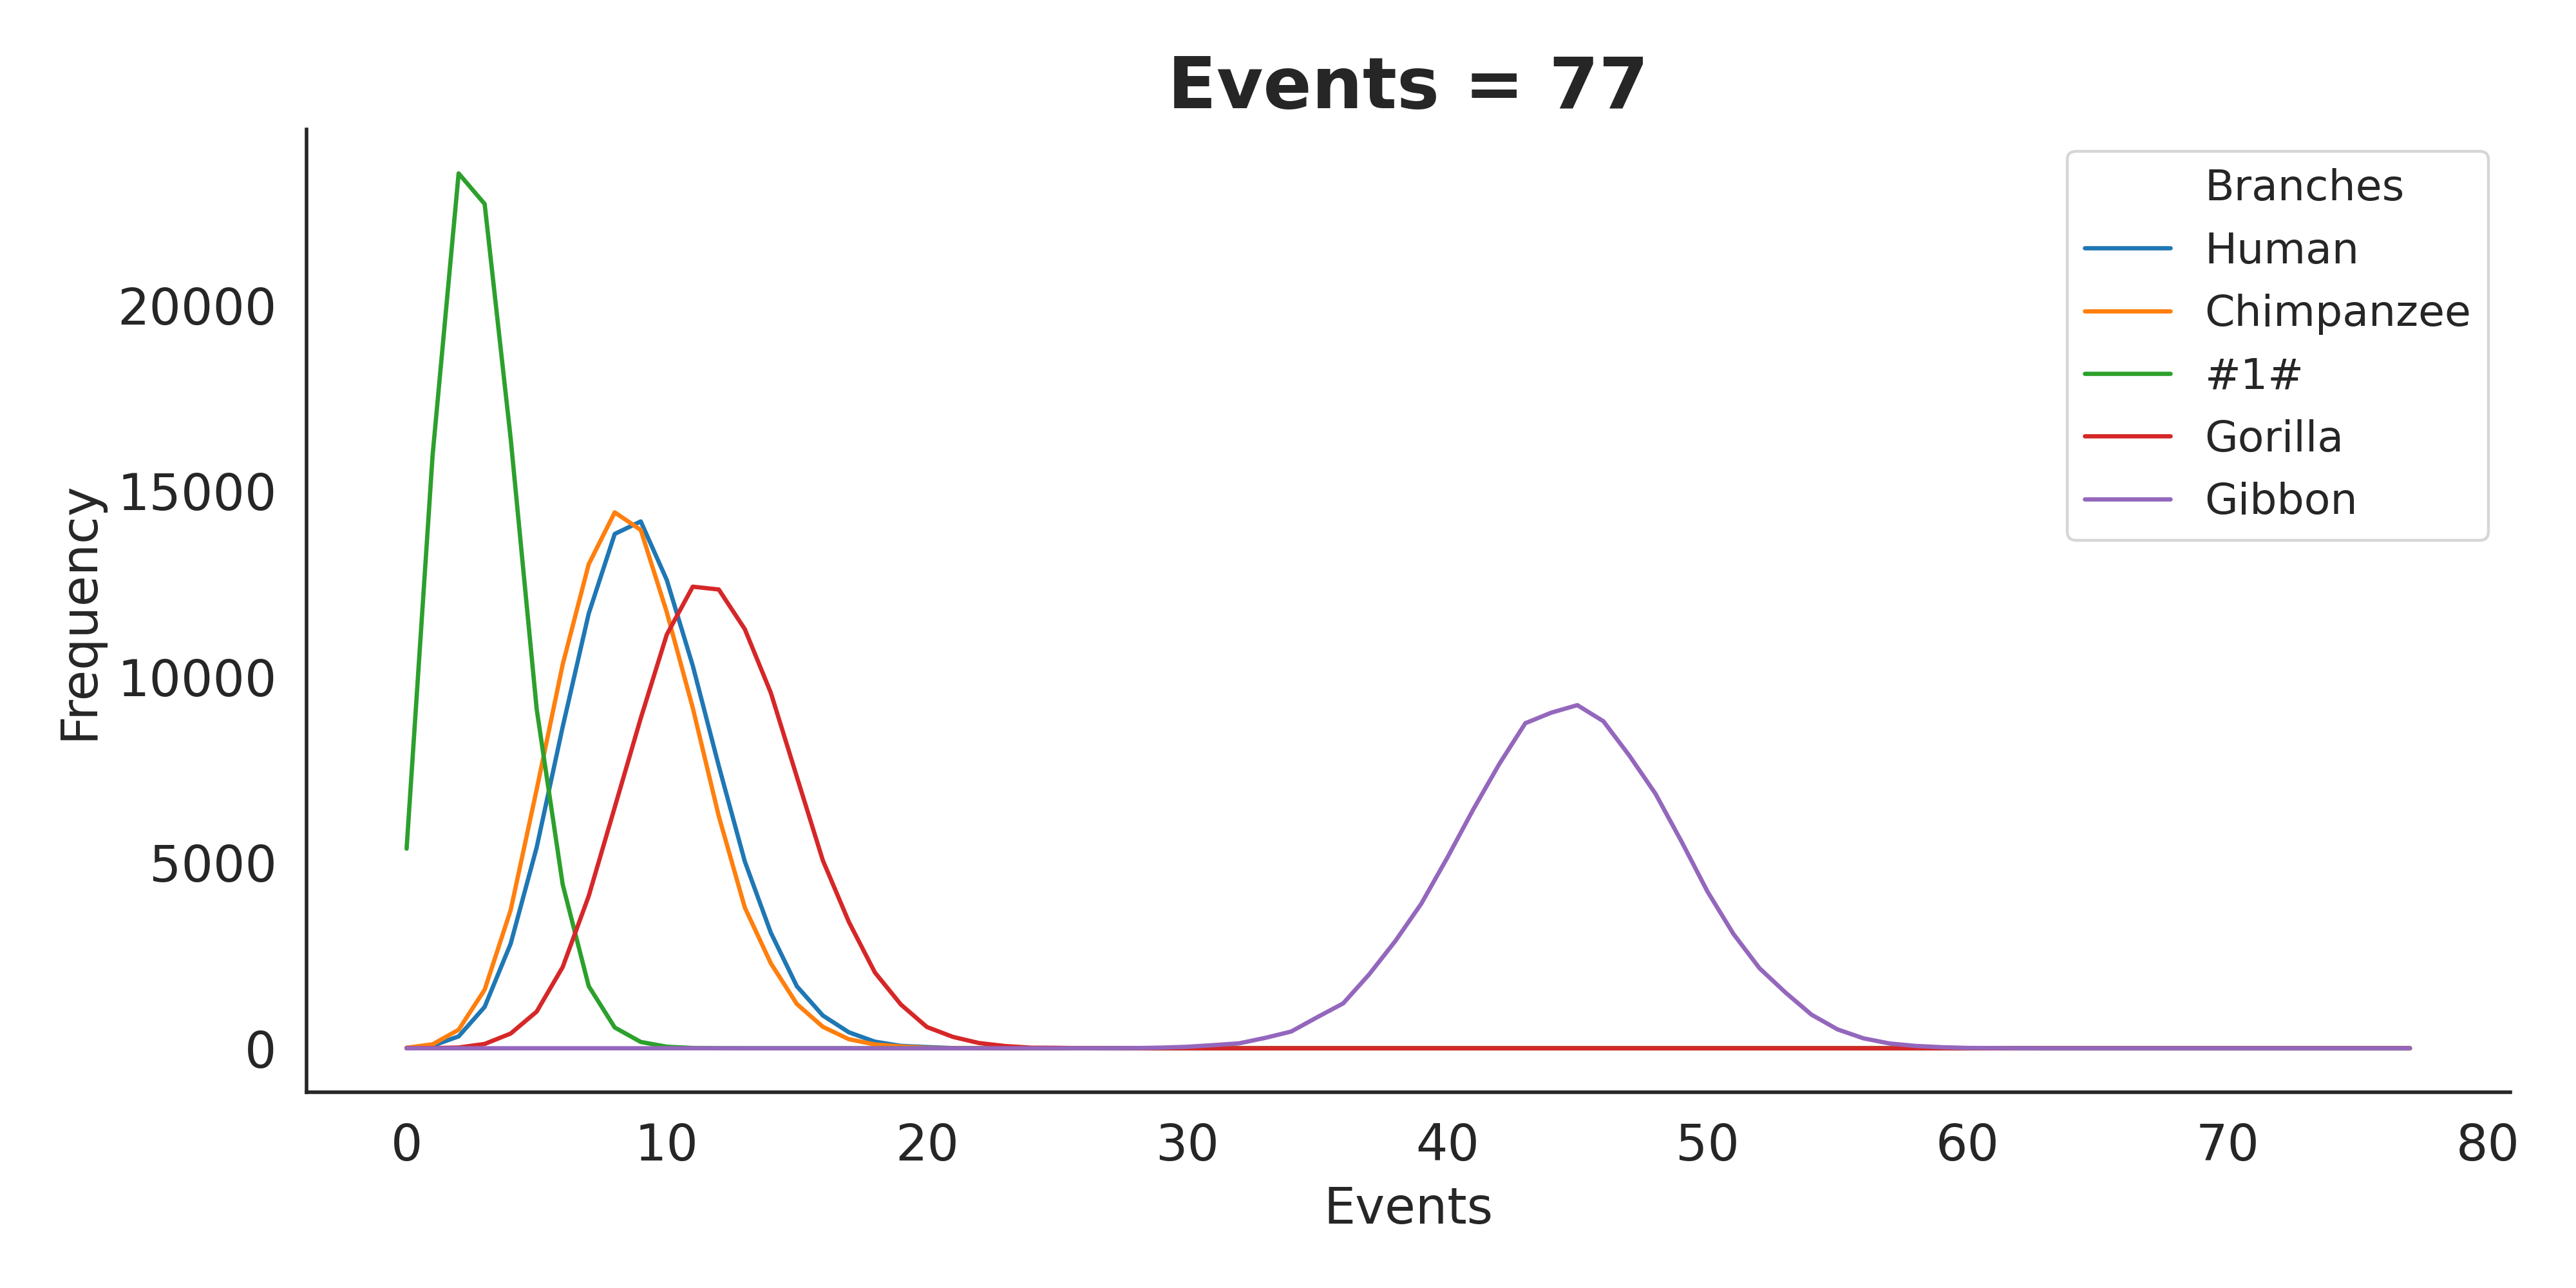 Events = 77
Branches
Human
Chimpanzee
#1#
Gorilla
Gibbon
Frequency
20000
15000
10000
5000
0
0 10 20 30 40 50 60 70 80
Events